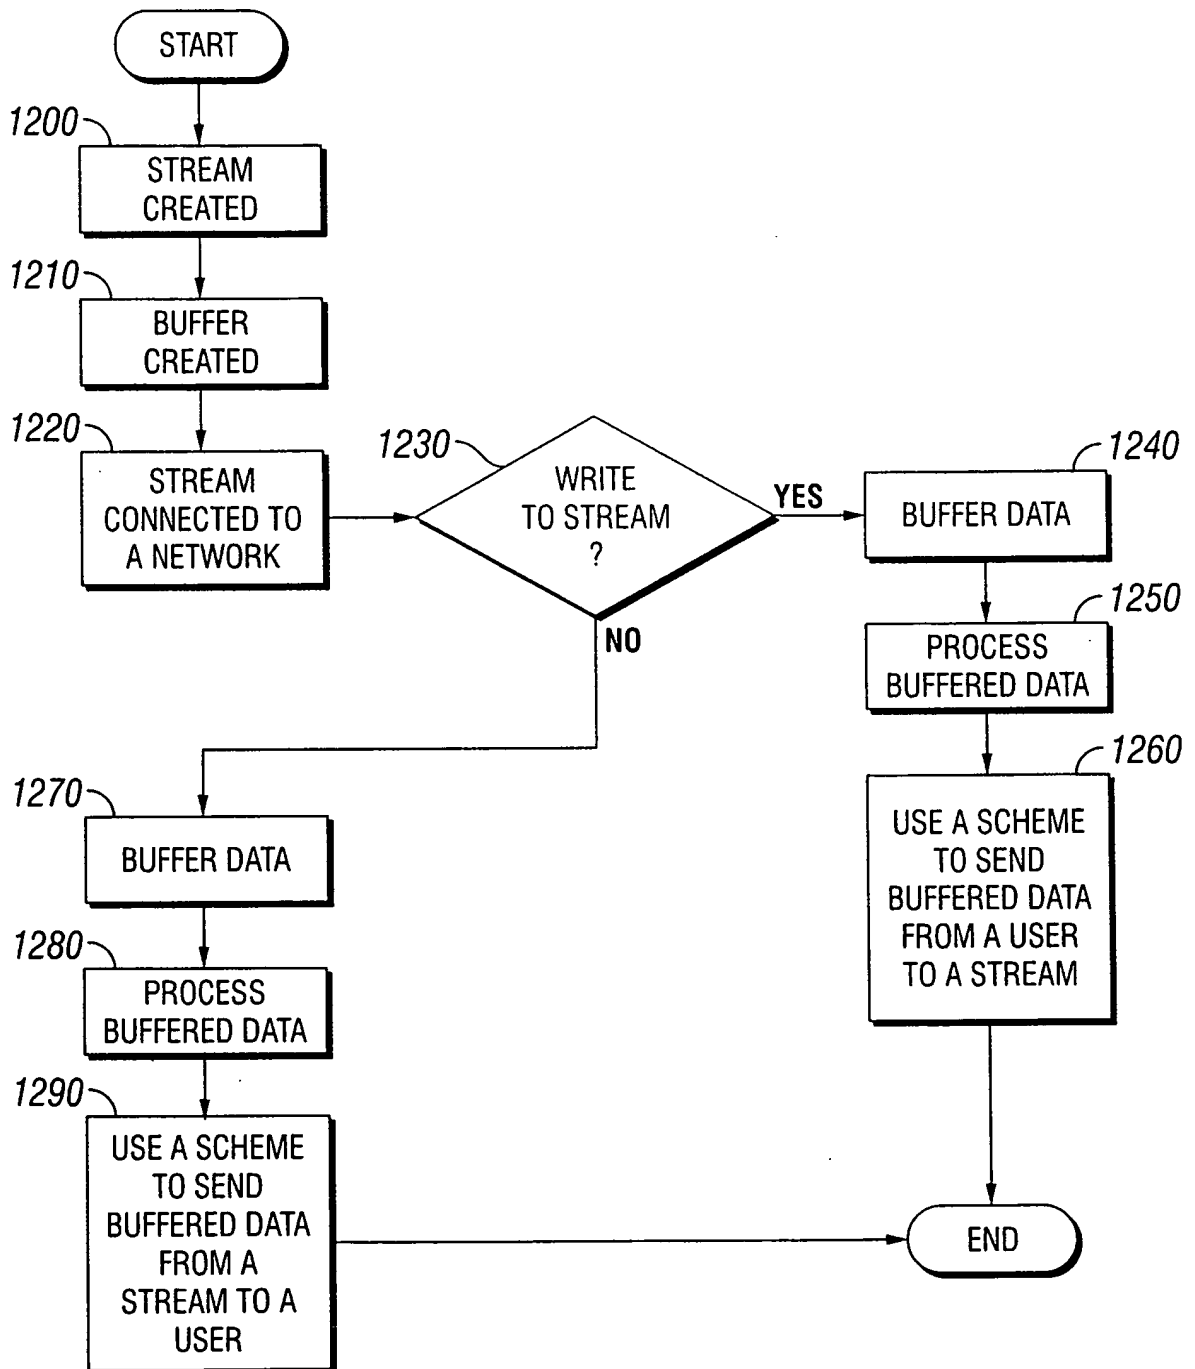 START
1200
STREAM
CREATED
1210
BUFFER
CREATED
1220
STREAM
CONNECTED TO
A NETWORK
1230
WRITE
TO STREAM
?
YES
NO
1240
BUFFER DATA
1250
PROCESS
BUFFERED DATA
1260
USE A SCHEME
TO SEND
BUFFERED DATA
FROM A USER
TO A STREAM
1270
BUFFER DATA
1280
PROCESS
BUFFERED DATA
1290
USE A SCHEME
TO SEND
BUFFERED DATA
FROM A
STREAM TO A
USER
END